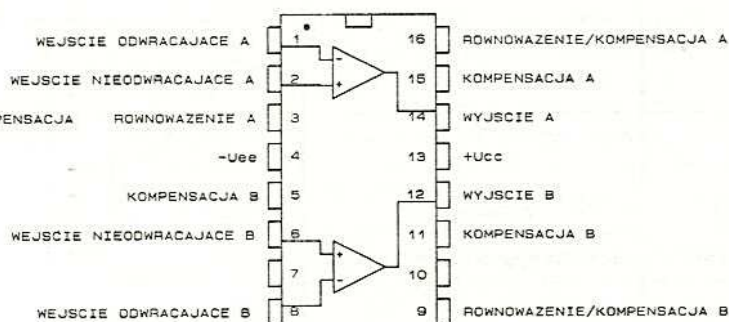 WEJSCIE ODWRACAJACE A 1 16 ROWNOWAZENIE/KOMPENSACJA A
WEJSCIE NIEODWRACAJACE A 2 15 KOMPENSACJA A
PENSACJA ROWNOWAZENIE A 3 14 WYJSCIE A
-Uee 4 13 +Ucc
KOMPENSACJA B 5 12 WYJSCIE B
WEJSCIE NIEODWRACAJACE B 6 11 KOMPENSACJA B
7 10
WEJSCIE ODWRACAJACE B 8 9 ROWNOWAZENIE/KOMPENSACJA B
- +
+ -